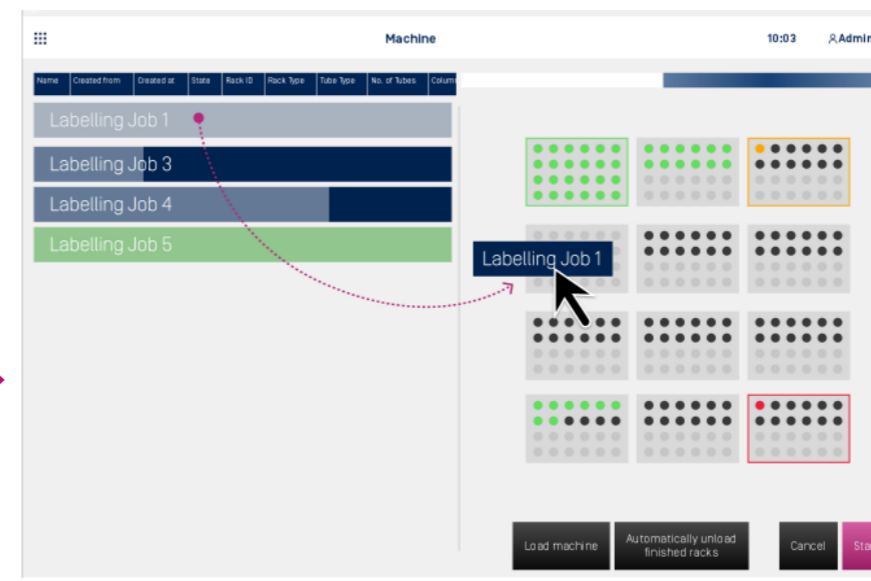 Machine
10:03 Admin
Name Created from Created at State Rack ID Rack Type Tube Type No. of Tubes Colum
Labelling Job 1
Labelling Job 3
Labelling Job 4
Labelling Job 5
Labelling Job 1
Load machine
Automatically unload
finished racks
Cancel
Sta